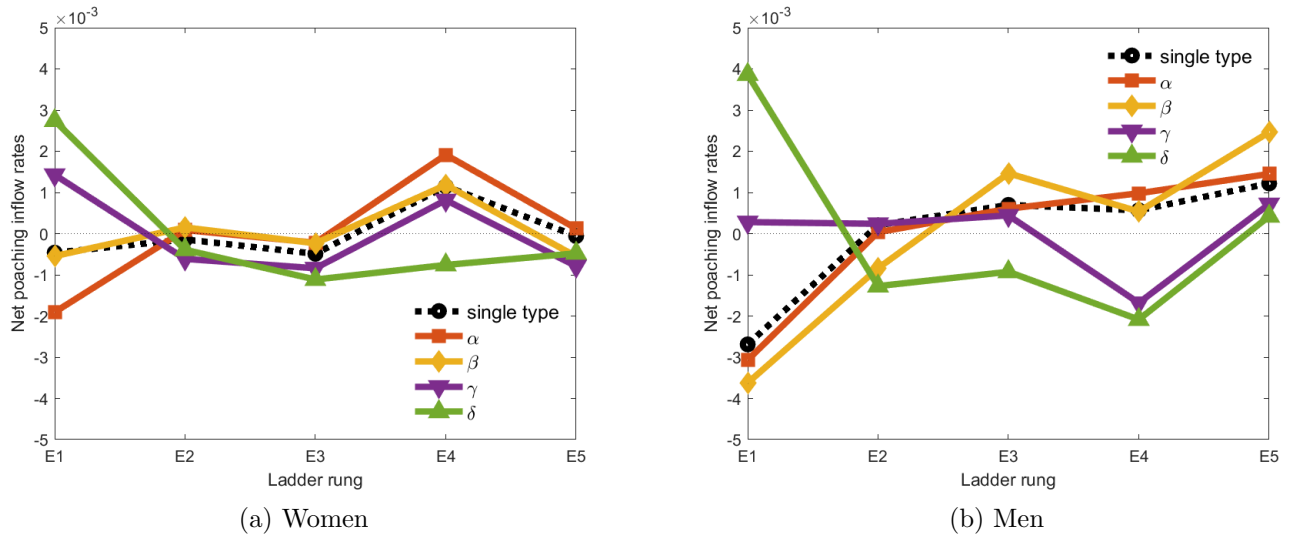 ×10⁻³
5
4
3
2
1
0
-1
-2
-3
-4
-5
Net poaching inflow rates
single type
α
β
γ
δ
E1 E2 E3 E4 E5
Ladder rung
(a) Women
×10⁻³
5
4
3
2
1
0
-1
-2
-3
-4
-5
Net poaching inflow rates
single type
α
β
γ
δ
E1 E2 E3 E4 E5
Ladder rung
(b) Men